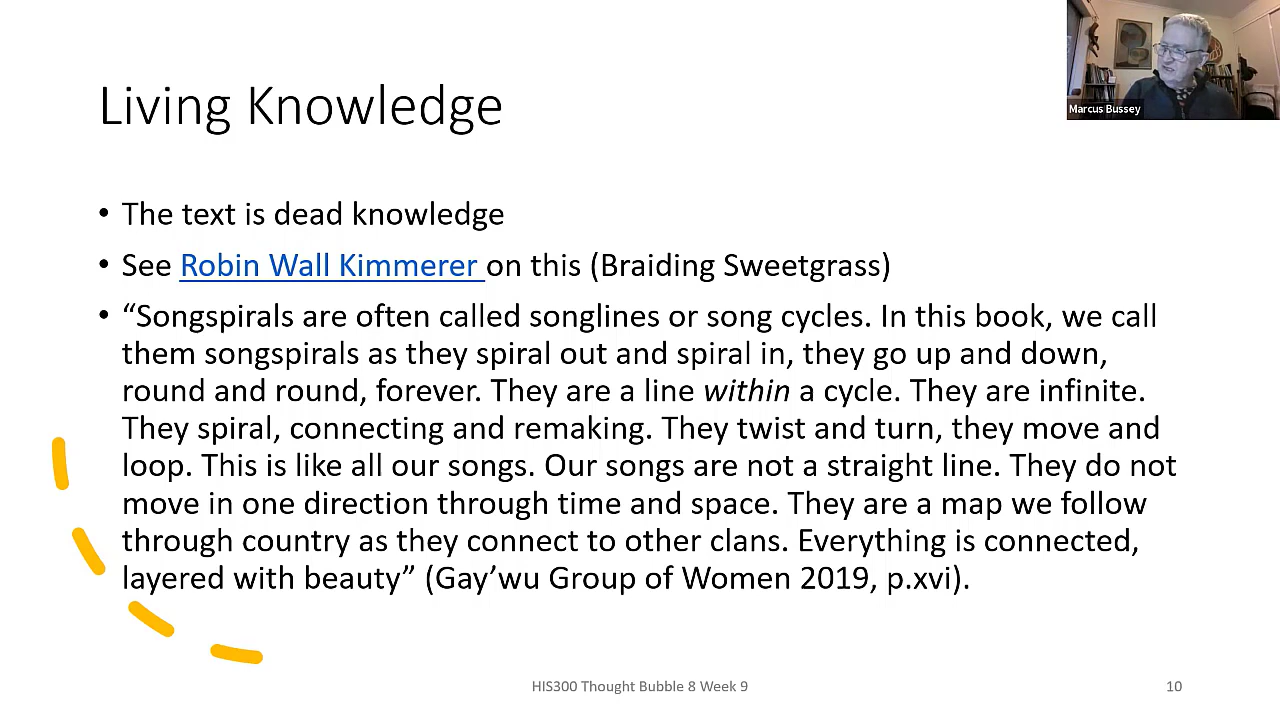 Marcus Bussey
Living Knowledge
• The text is dead knowledge
• See Robin Wall Kimmerer on this (Braiding Sweetgrass)
• “Songspirals are often called songlines or song cycles. In this book, we call
them songspirals as they spiral out and spiral in, they go up and down,
round and round, forever. They are a line within a cycle. They are infinite.
They spiral, connecting and remaking. They twist and turn, they move and
loop. This is like all our songs. Our songs are not a straight line. They do not
move in one direction through time and space. They are a map we follow
through country as they connect to other clans. Everything is connected,
layered with beauty” (Gay’wu Group of Women 2019, p.xvi).
HIS300 Thought Bubble 8 Week 9
10